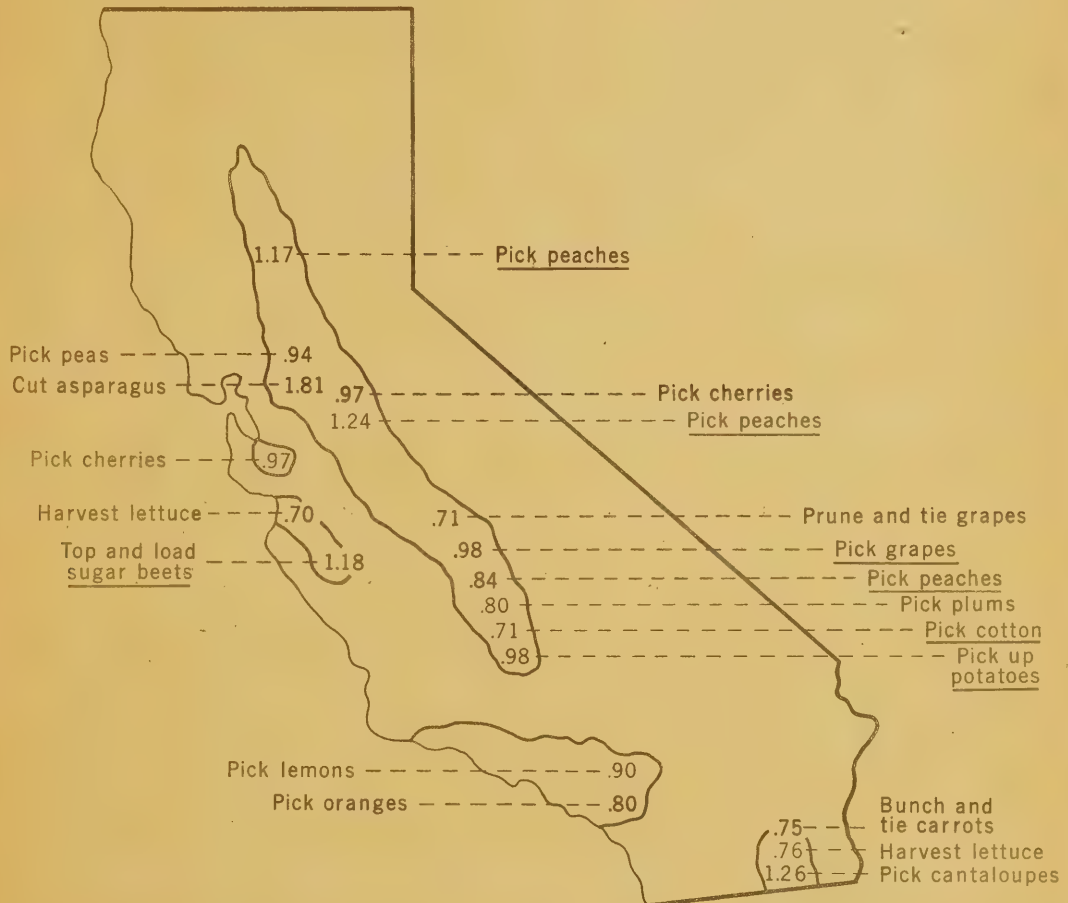 1.17 Pick peaches
Pick peas .94
Cut asparagus 1.81
.97 Pick cherries
1.24 Pick peaches
Pick cherries .97
Harvest lettuce .70
Top and load
sugar beets 1.18
.71 Prune and tie grapes
.98 Pick grapes
.84 Pick peaches
.80 Pick plums
.71 Pick cotton
.98 Pick up
potatoes
Pick lemons .90
Pick oranges .80
.75 Bunch and
tie carrots
.76 Harvest lettuce
1.26 Pick cantaloupes